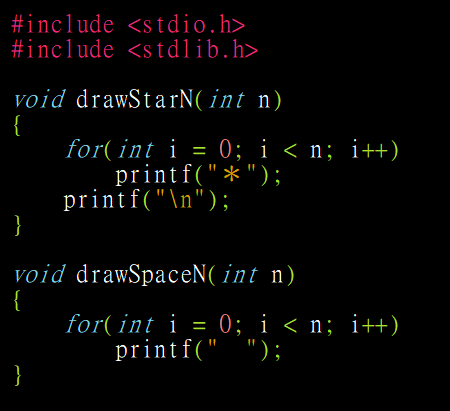 #include <stdio.h>
#include <stdlib.h>

void drawStarN(int n)
{
    for(int i = 0; i < n; i++)
        printf("*");
    printf("\n");
}

void drawSpaceN(int n)
{
    for(int i = 0; i < n; i++)
        printf("  ");
}